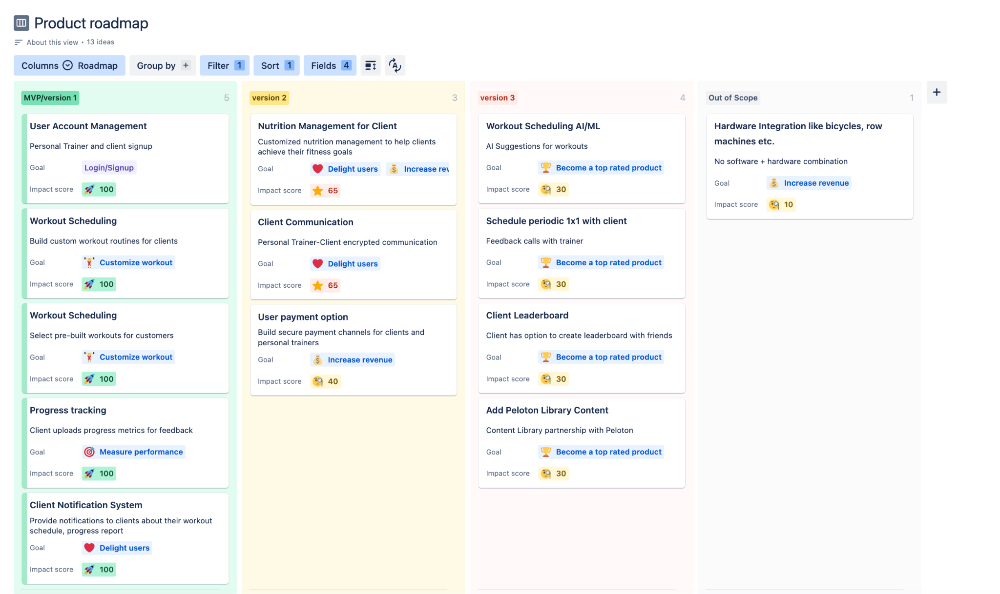 Product roadmap
About this view • 13 ideas
Columns Roadmap
Group by +
Filter 1
Sort 1
Fields 4
MVP/version 1 5
User Account Management
Personal Trainer and client signup
Goal Login/Signup
Impact score 🚀 100
Workout Scheduling
Build custom workout routines for clients
Goal Customize workout
Impact score 🚀 100
Workout Scheduling
Select pre-built workouts for customers
Goal Customize workout
Impact score 🚀 100
Progress tracking
Client uploads progress metrics for feedback
Goal 🎯 Measure performance
Impact score 🚀 100
Client Notification System
Provide notifications to clients about their workout
schedule, progress report
Goal ❤️ Delight users
Impact score 🚀 100
version 2 3
Nutrition Management for Client
Customized nutrition management to help clients
achieve their fitness goals
Goal ❤️ Delight users 💰 Increase rev
Impact score ⭐ 65
Client Communication
Personal Trainer-Client encrypted communication
Goal ❤️ Delight users
Impact score ⭐ 65
User payment option
Build secure payment channels for clients and
personal trainers
Goal 💰 Increase revenue
Impact score 🧐 40
version 3 4
Workout Scheduling AI/ML
AI Suggestions for workouts
Goal 🏆 Become a top rated product
Impact score 🧐 30
Schedule periodic 1x1 with client
Feedback calls with trainer
Goal 🏆 Become a top rated product
Impact score 🧐 30
Client Leaderboard
Client has option to create leaderboard with friends
Goal 🏆 Become a top rated product
Impact score 🧐 30
Add Peloton Library Content
Content Library partnership with Peloton
Goal 🏆 Become a top rated product
Impact score 🧐 30
Out of Scope 1
Hardware Integration like bicycles, row
machines etc.
No software + hardware combination
Goal 💰 Increase revenue
Impact score 🧐 10
+